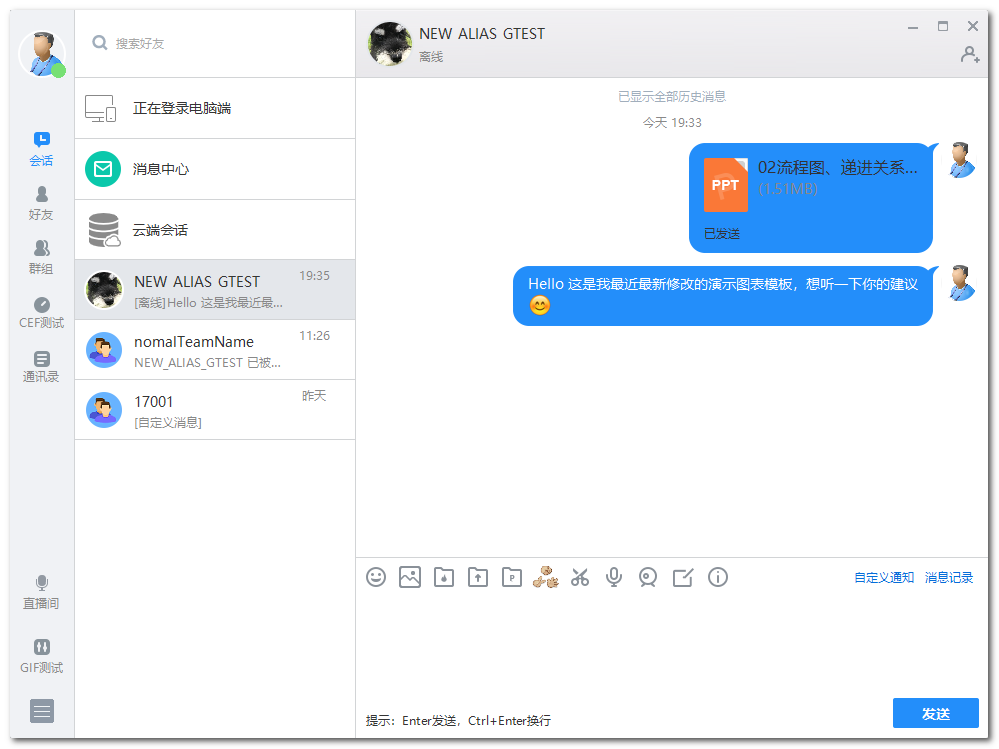 会话
好友
群组
CEF测试
通讯录
直播间
GIF测试
搜索好友
正在登录电脑端
消息中心
云端会话
NEW ALIAS GTEST 19:35
[离线]Hello 这是我最近最...
nomalTeamName 11:26
NEW_ALIAS_GTEST 已被...
17001 昨天
[自定义消息]
NEW ALIAS GTEST
离线
已显示全部历史消息
今天 19:33
PPT 02流程图、递进关系...
(1.51MB)
已发送
Hello 这是我最近最新修改的演示图表模板，想听一下你的建议
😊
P
自定义通知 消息记录
提示：Enter发送，Ctrl+Enter换行
发送